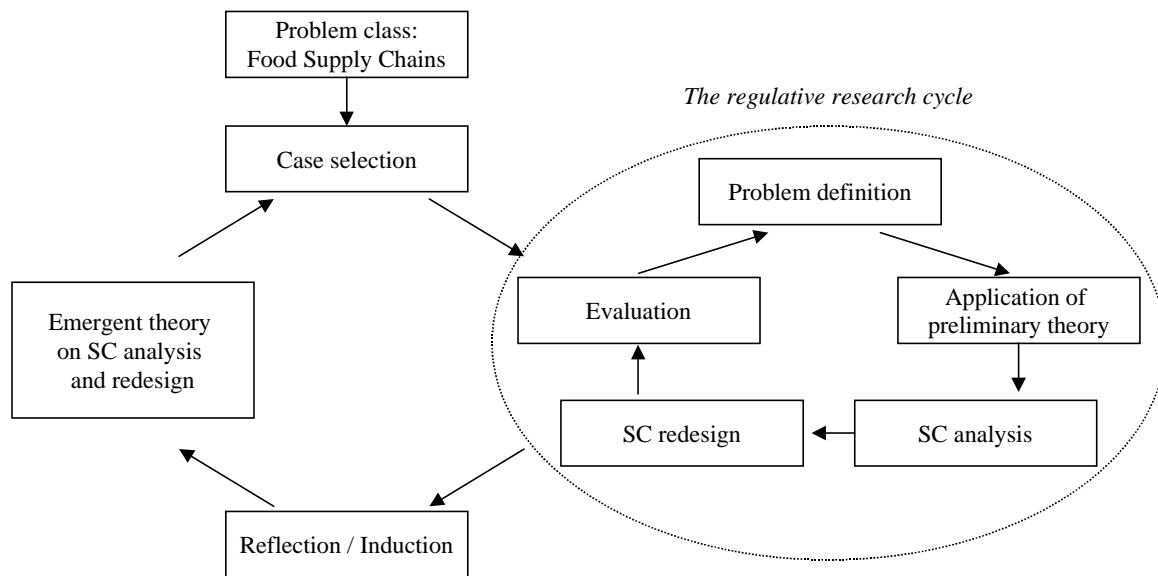 Problem class:
Food Supply Chains
The regulative research cycle
Case selection
Problem definition
Evaluation
Application of
preliminary theory
Emergent theory
on SC analysis
and redesign
SC redesign
SC analysis
Reflection / Induction